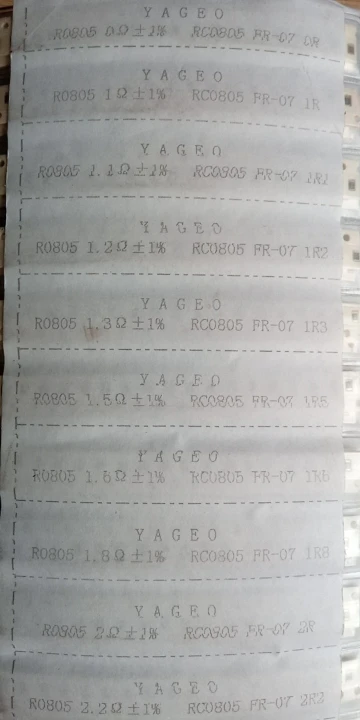 YAGEO
R0805 0Ω±1% RC0805 FR-07 0R
YAGEO
R0805 1Ω±1% RC0805 FR-07 1R
YAGEO
R0805 1.1Ω±1% RC0805 FR-07 1R1
YAGEO
R0805 1.2Ω±1% RC0805 FR-07 1R2
YAGEO
R0805 1.3Ω±1% RC0805 FR-07 1R3
YAGEO
R0805 1.5Ω±1% RC0805 FR-07 1R5
YAGEO
R0805 1.6Ω±1% RC0805 FR-07 1R6
YAGEO
R0805 1.8Ω±1% RC0805 FR-07 1R8
YAGEO
R0805 2Ω±1% RC0805 FR-07 2R
YAGEO
R0805 2.2Ω±1% RC0805 FR-07 2R2